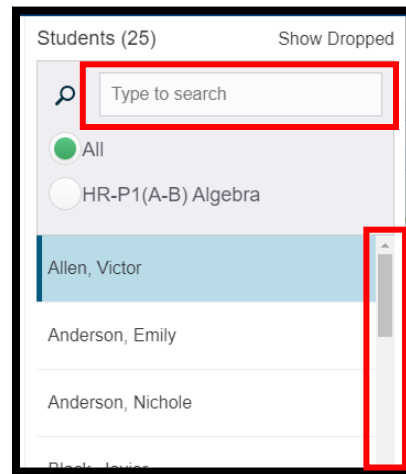 Students (25) Show Dropped
Type to search
All
HR-P1(A-B) Algebra
Allen, Victor
Anderson, Emily
Anderson, Nichole